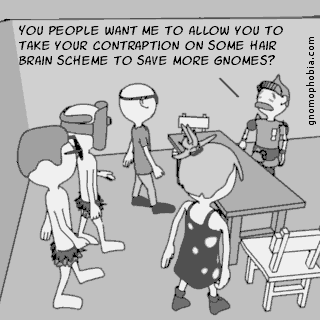 YOU PEOPLE WANT ME TO ALLOW YOU TO
TAKE YOUR CONTRAPTION ON SOME HAIR
BRAIN SCHEME TO SAVE MORE GNOMES?
gnomophobia.com